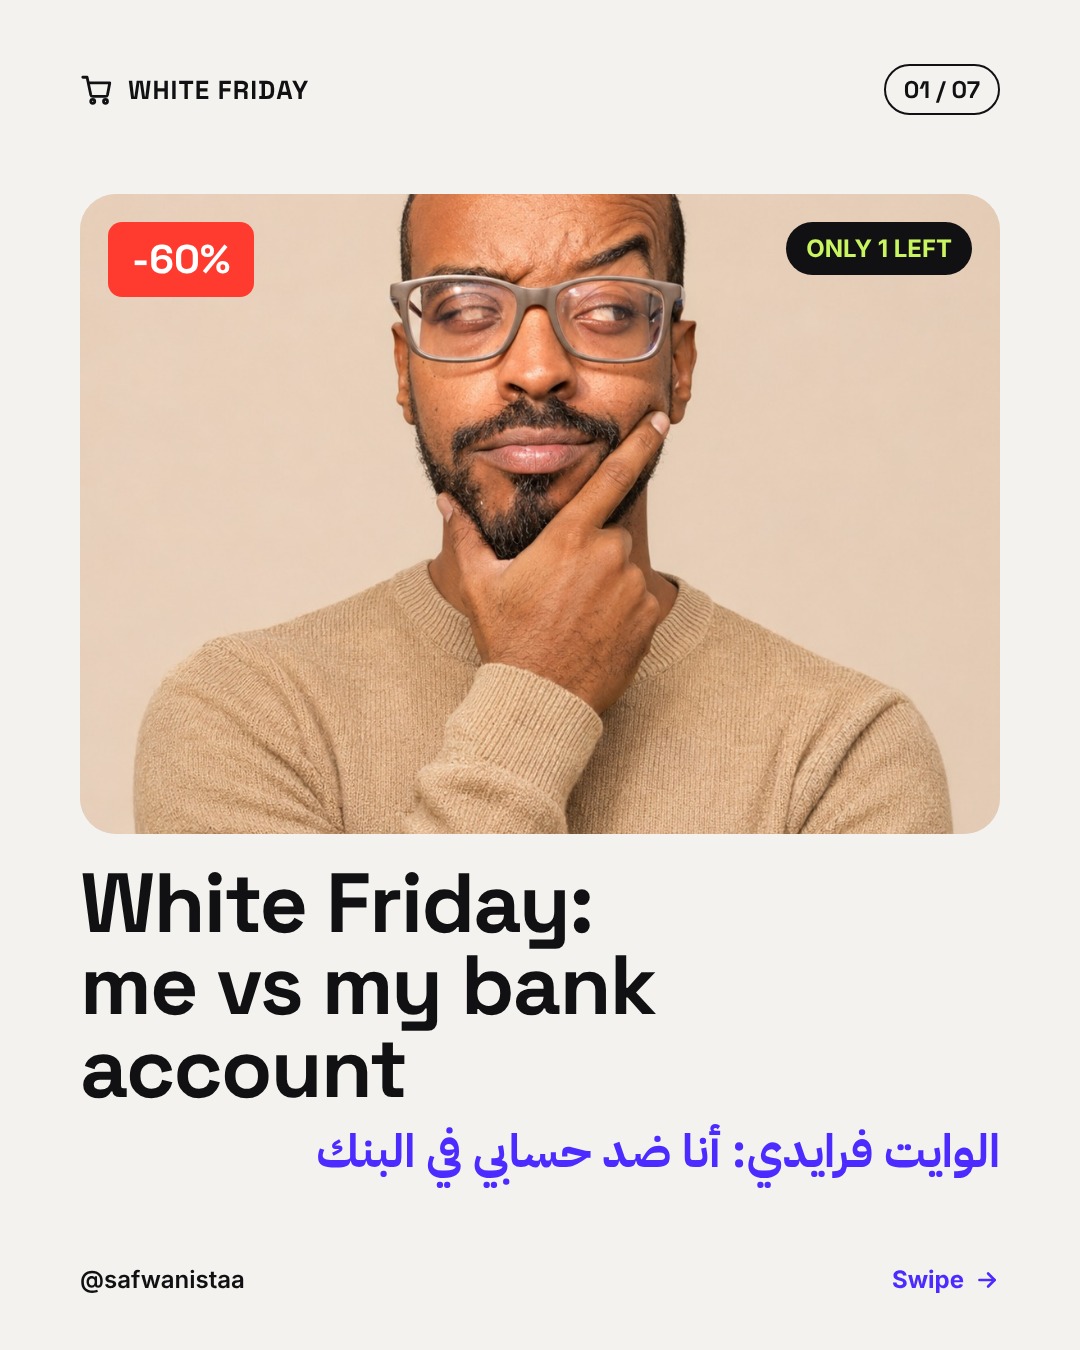 WHITE FRIDAY
01 / 07
-60%
ONLY 1 LEFT
White Friday:
me vs my bank
account
الوايت فرايدي: أنا ضد حسابي في البنك
@safwanistaa
Swipe →